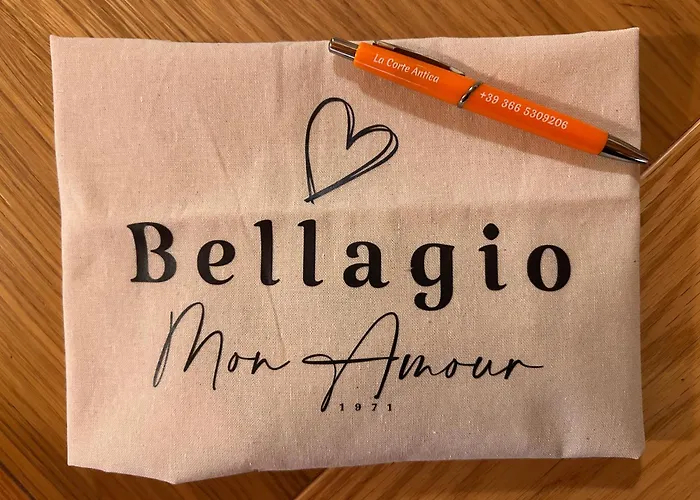 La Corte Antica
+39 366 5309206
Bellagio
Mon Amour
1971